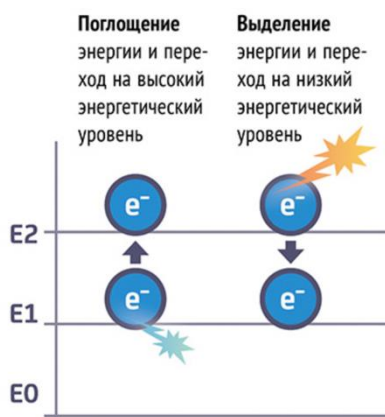 Поглощение
энергии и пере-
ход на высокий
энергетический
уровень
Выделение
энергии и пере-
ход на низкий
энергетический
уровень
E2
e⁻
e⁻
E1
e⁻
e⁻
E0